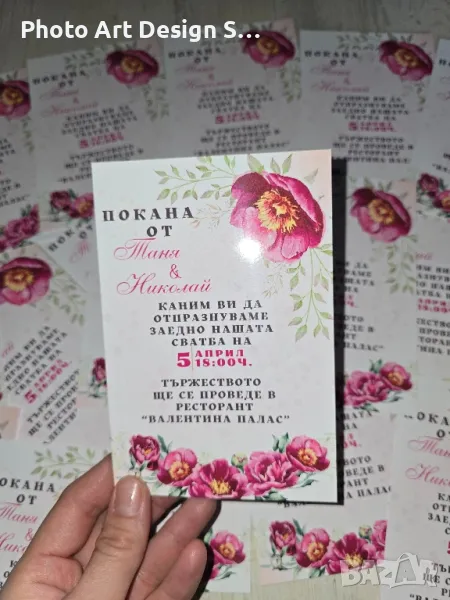 Photo Art Design S...
ПОКАНА
ОТ
Таня
&
Николай
КАНИМ ВИ ДА
ОТПРАЗНУВАМЕ
ЗАЕДНО НАШАТА
СВАТБА НА
5 АПРИЛ
18:00Ч.
ТЪРЖЕСТВОТО
ЩЕ СЕ ПРОВЕДЕ В
РЕСТОРАНТ
"ВАЛЕНТИНА ПАЛАС"
bazar